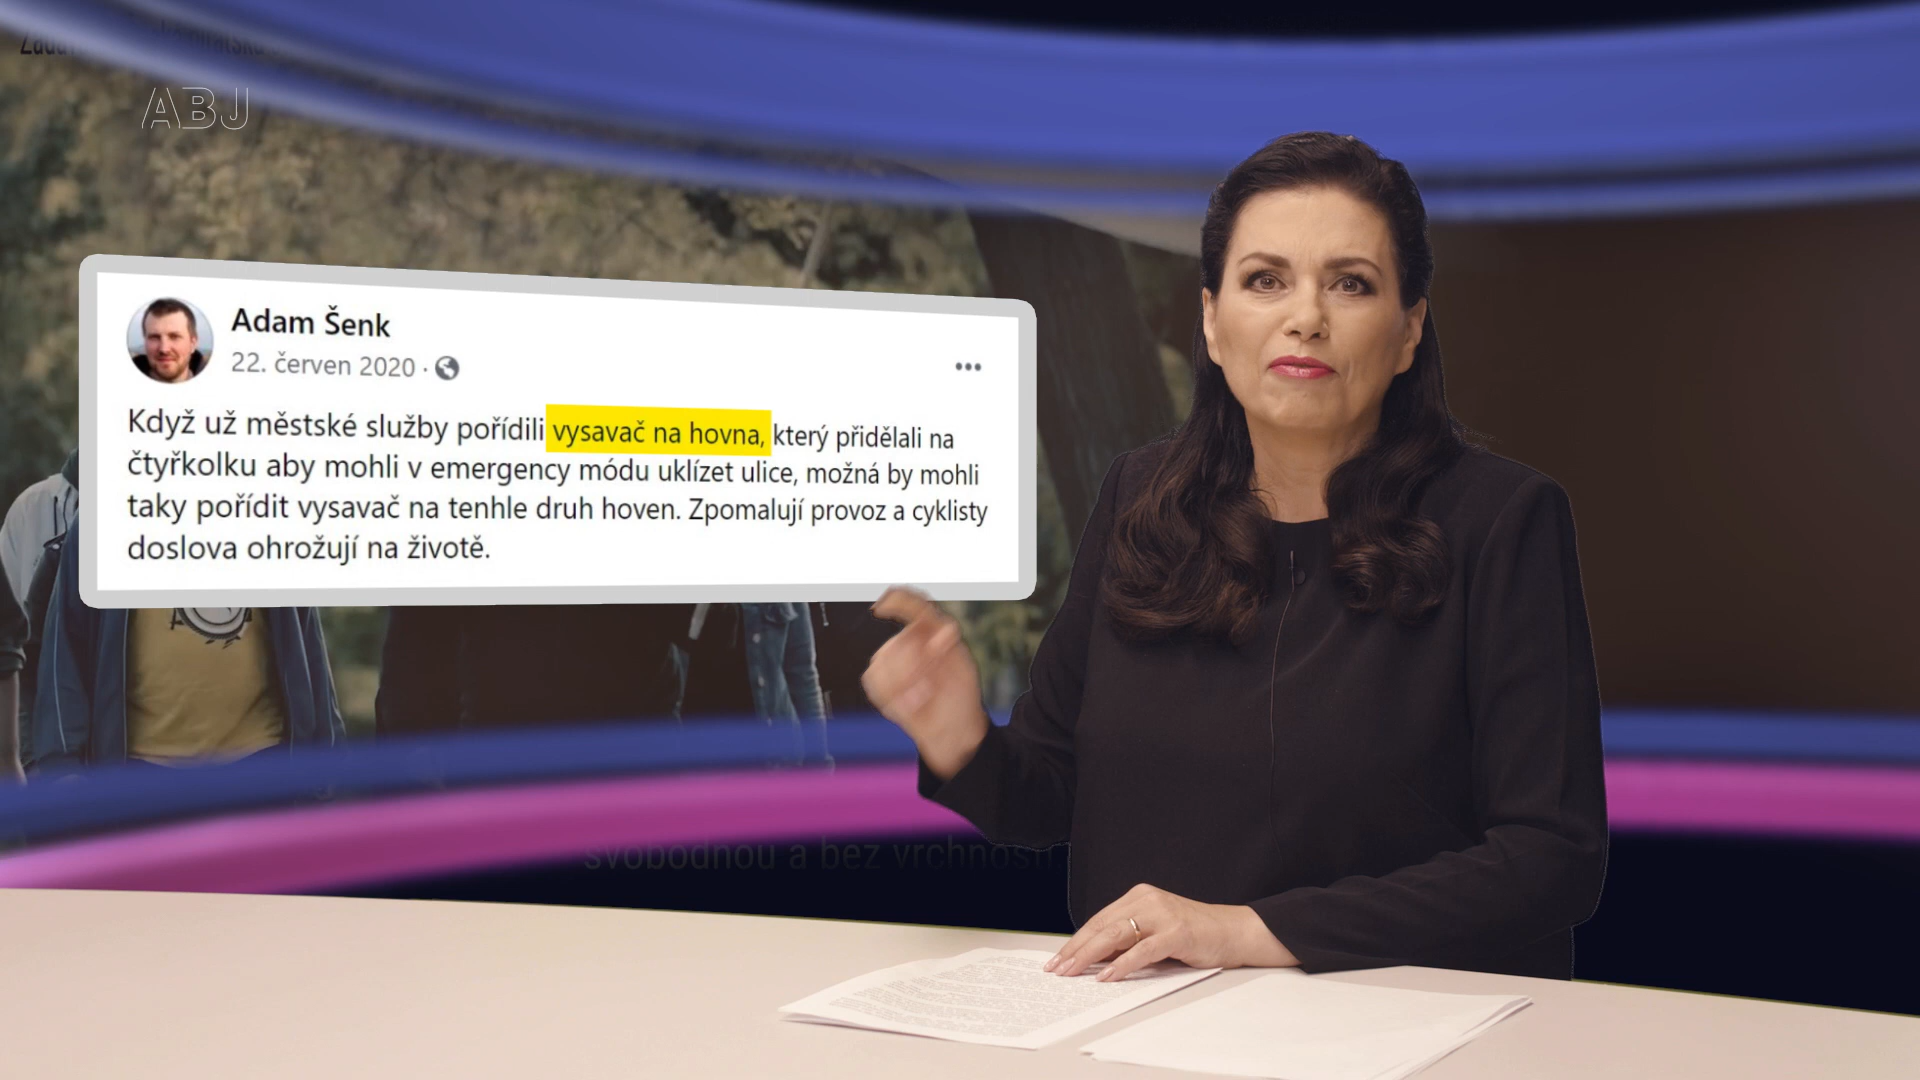 ABJ
Adam Šenk
22. červen 2020 ·
Když už městské služby pořídili vysavač na hovna, který přidělali na
čtyřkolku aby mohli v emergency módu uklízet ulice, možná by mohli
taky pořídit vysavač na tenhle druh hoven. Zpomalují provoz a cyklisty
doslova ohrožují na životě.
svobodnou a bez vrchnosti